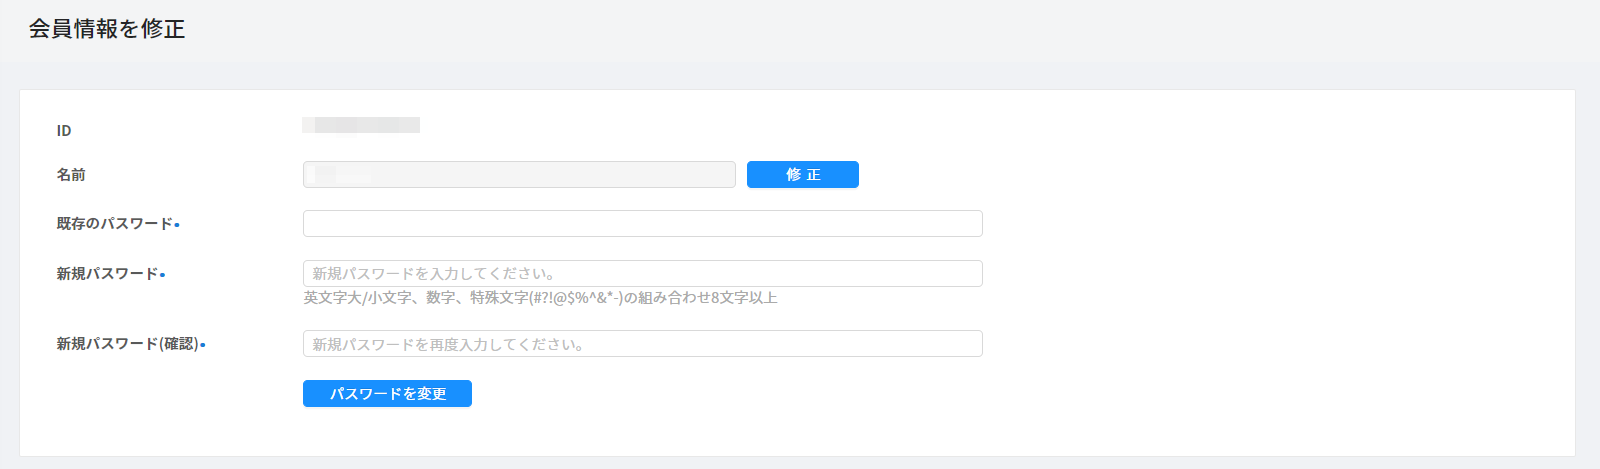 会員情報を修正
ID
名前 修正
既存のパスワード•
新規パスワード• 新規パスワードを入力してください。
英文字大/小文字、数字、特殊文字(#?!@$%^&*-)の組み合わせ8文字以上
新規パスワード(確認)• 新規パスワードを再度入力してください。
パスワードを変更